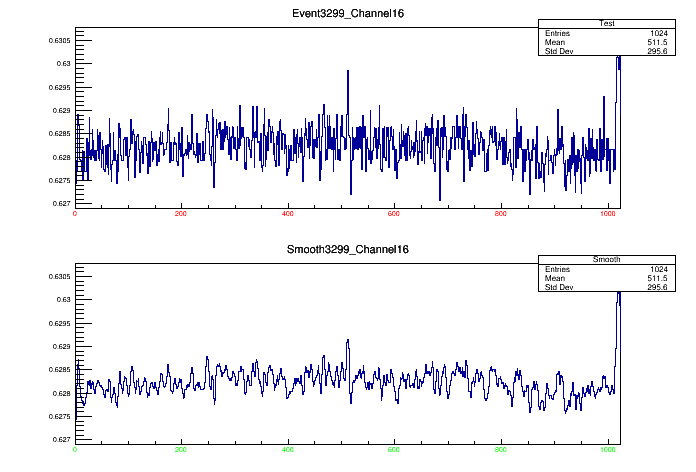 Event3299_Channel16
Test
Entries 1024
Mean 511.5
Std Dev 295.6
0.6305
0.63
0.6295
0.629
0.6285
0.628
0.6275
0.627
0 200 400 600 800 1000
Smooth3299_Channel16
Smooth
Entries 1024
Mean 511.5
Std Dev 295.6
0.6305
0.63
0.6295
0.629
0.6285
0.628
0.6275
0.627
0 200 400 600 800 1000